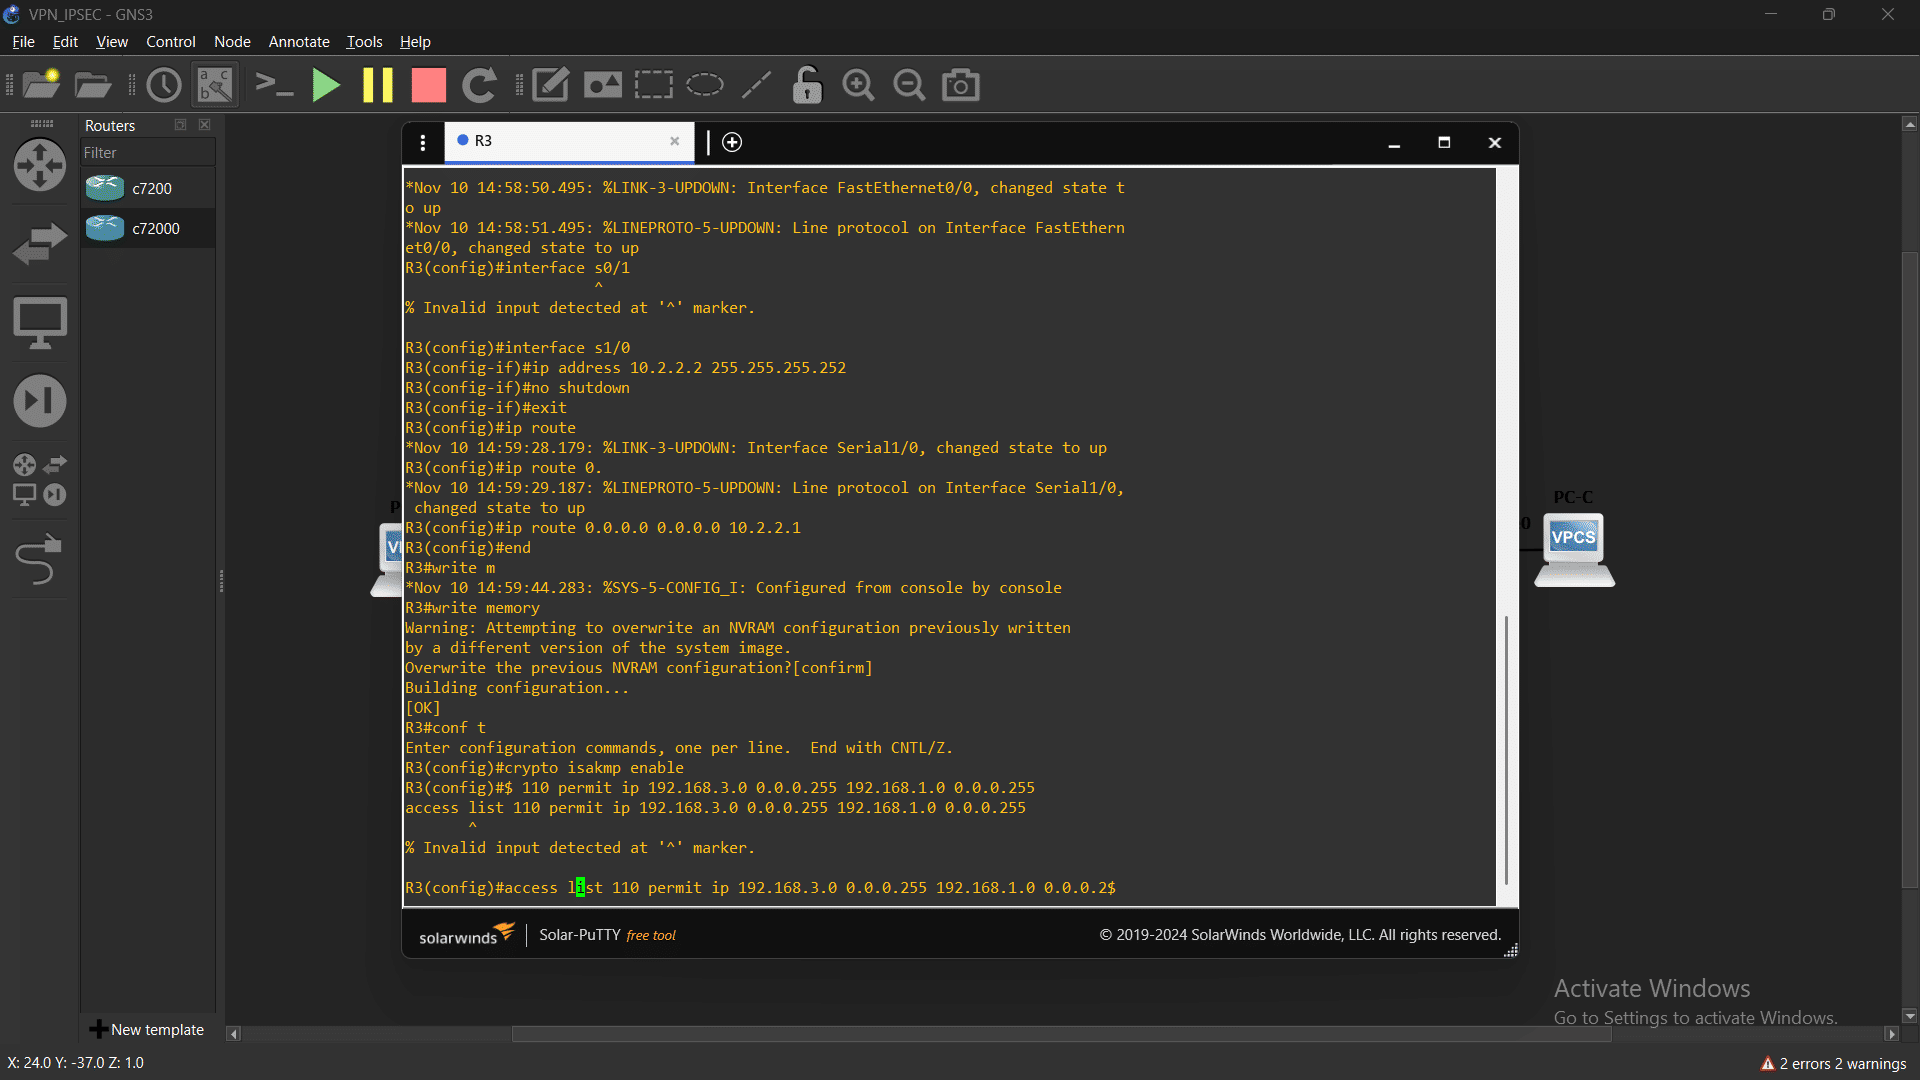 VPN_IPSEC - GNS3
File Edit View Control Node Annotate Tools Help
Routers
Filter
c7200
c72000
R3
*Nov 10 14:58:50.495: %LINK-3-UPDOWN: Interface FastEthernet0/0, changed state t
o up
*Nov 10 14:58:51.495: %LINEPROTO-5-UPDOWN: Line protocol on Interface FastEthern
et0/0, changed state to up
R3(config)#interface s0/1
^
% Invalid input detected at '^' marker.
R3(config)#interface s1/0
R3(config-if)#ip address 10.2.2.2 255.255.255.252
R3(config-if)#no shutdown
R3(config-if)#exit
R3(config)#ip route
*Nov 10 14:59:28.179: %LINK-3-UPDOWN: Interface Serial1/0, changed state to up
R3(config)#ip route 0.
*Nov 10 14:59:29.187: %LINEPROTO-5-UPDOWN: Line protocol on Interface Serial1/0,
changed state to up
R3(config)#ip route 0.0.0.0 0.0.0.0 10.2.2.1
R3(config)#end
R3#write m
*Nov 10 14:59:44.283: %SYS-5-CONFIG_I: Configured from console by console
R3#write memory
Warning: Attempting to overwrite an NVRAM configuration previously written
by a different version of the system image.
Overwrite the previous NVRAM configuration?[confirm]
Building configuration...
[OK]
R3#conf t
Enter configuration commands, one per line.  End with CNTL/Z.
R3(config)#crypto isakmp enable
R3(config)#$ 110 permit ip 192.168.3.0 0.0.0.255 192.168.1.0 0.0.0.255
access list 110 permit ip 192.168.3.0 0.0.0.255 192.168.1.0 0.0.0.255
^
% Invalid input detected at '^' marker.
R3(config)#access list 110 permit ip 192.168.3.0 0.0.0.255 192.168.1.0 0.0.0.2$
solarwinds Solar-PuTTY free tool
© 2019-2024 SolarWinds Worldwide, LLC. All rights reserved.
P
V
PC-C
0
VPCS
Activate Windows
Go to Settings to activate Windows.
New template
X: 24.0 Y: -37.0 Z: 1.0
2 errors 2 warnings